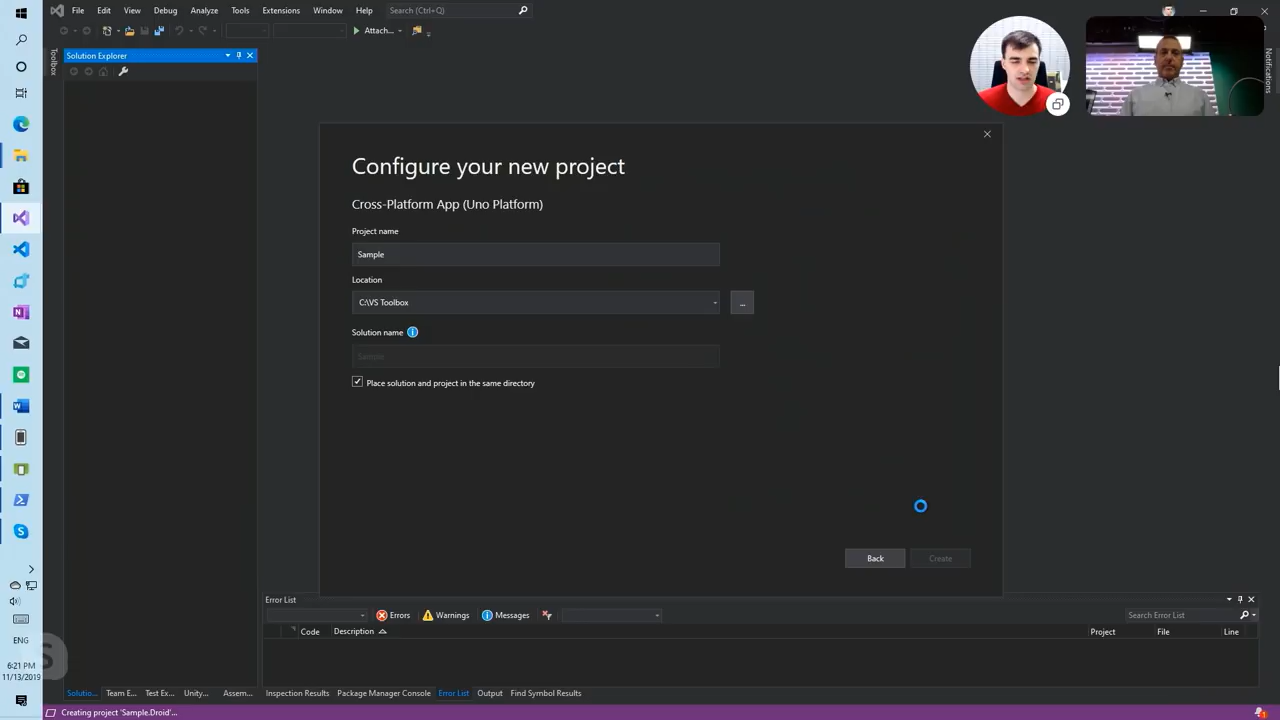 File Edit View Debug Tools Analyze Extensions Window Help Search (Ctrl+Q)
Attach...
Toolbox
Solution Explorer
Configure your new project
Cross-Platform App (Uno Platform)
Project name
Sample
Location
C:\VS Toolbox
...
Solution name
Sample
Place solution and project in the same directory
Back Create
Error List
Errors Warnings Messages Search Error List
Code Description Project File Line
ENG
6:21 PM
11/13/2019
Solutio... Team E... Test Ex... Unity... Assem... Inspection Results Package Manager Console Error List Output Find Symbol Results
Creating project 'Sample.Droid'...